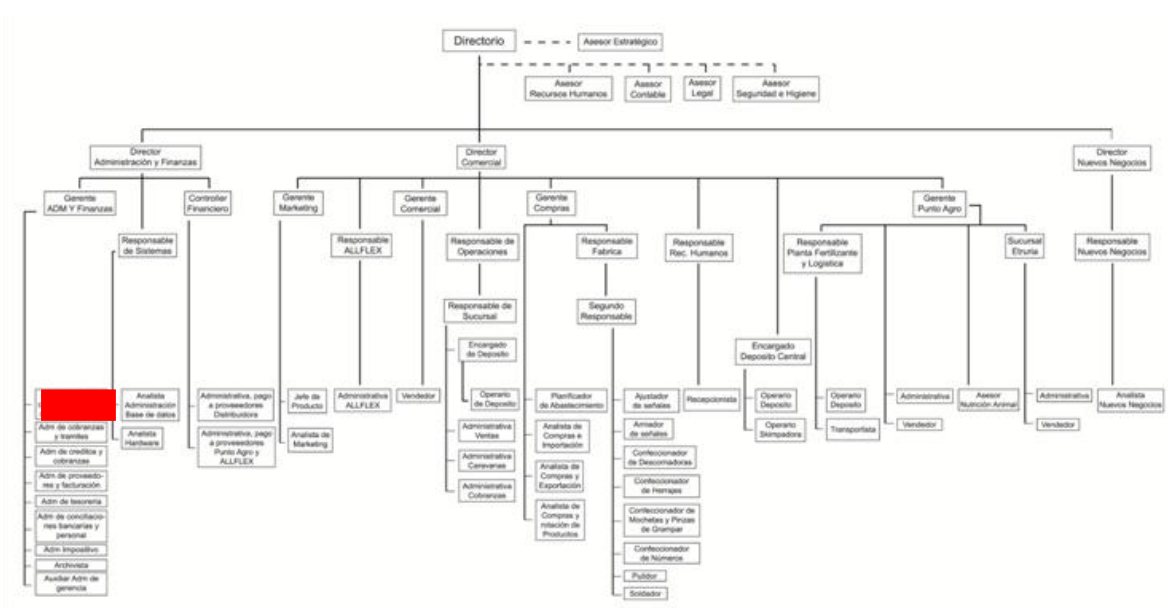 Directorio
Asesor Estratégico
Asesor
Recursos Humanos
Asesor
Contable
Asesor
Legal
Asesor
Seguridad e Higiene
Director
Administración y Finanzas
Director
Comercial
Director
Nuevos Negocios
Gerente
ADM Y Finanzas
Controller
Financiero
Gerente
Marketing
Gerente
Comercial
Gerente
Compras
Gerente
Punto Agro
Responsable
de Sistemas
Responsable
ALLFLEX
Responsable de
Operaciones
Responsable
Fabrica
Responsable
Rec. Humanos
Responsable
Planta Fertilizante
y Logistica
Sucursal
Etruria
Responsable
Nuevos Negocios
Responsable de
Sucursal
Segundo
Responsable
Encargado
de Deposito
Encargado
Deposito Central
Analista
Administración
Base de datos
Administrativa, pago
a proveedores
Distribuidora
Jefe de
Producto
Administrativa
ALLFLEX
Vendedor
Operario
de Deposito
Planificador
de Abastecimiento
Ajustador
de señales
Recepcionista
Operario
Deposito
Operario
Deposito
Administrativa
Asesor
Nutrición Animal
Administrativa
Analista
Nuevos Negocios
Adm de cobranzas
y tramites
Analista
Hardware
Administrativa, pago
a proveedores
Punto Agro y
ALLFLEX
Analista de
Marketing
Administrativa
Ventas
Analista de
Compras e
Importación
Armador
de señales
Operario
Skimpadora
Transportista
Vendedor
Vendedor
Adm de creditos y
cobranzas
Administrativa
Caravanas
Analista de
Compras y
Exportación
Confeccionador
de Descornadoras
Adm de proveedo-
res y facturación
Administrativa
Cobranzas
Confeccionador
de Herrajes
Adm de tesoreria
Analista de
Compras y
rotación de
Productos
Confeccionador de
Mochetas y Pinzas
de Grampar
Adm de conciliacio-
nes bancarias y
personal
Adm Impositivo
Confeccionador
de Números
Archivista
Pulidor
Auxiliar Adm de
gerencia
Soldador